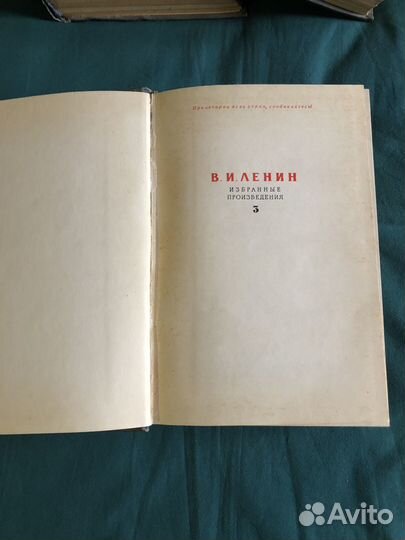 Пролетарии всех стран, соединяйтесь!
В. И. ЛЕНИН
ИЗБРАННЫЕ
ПРОИЗВЕДЕНИЯ
3
Avito